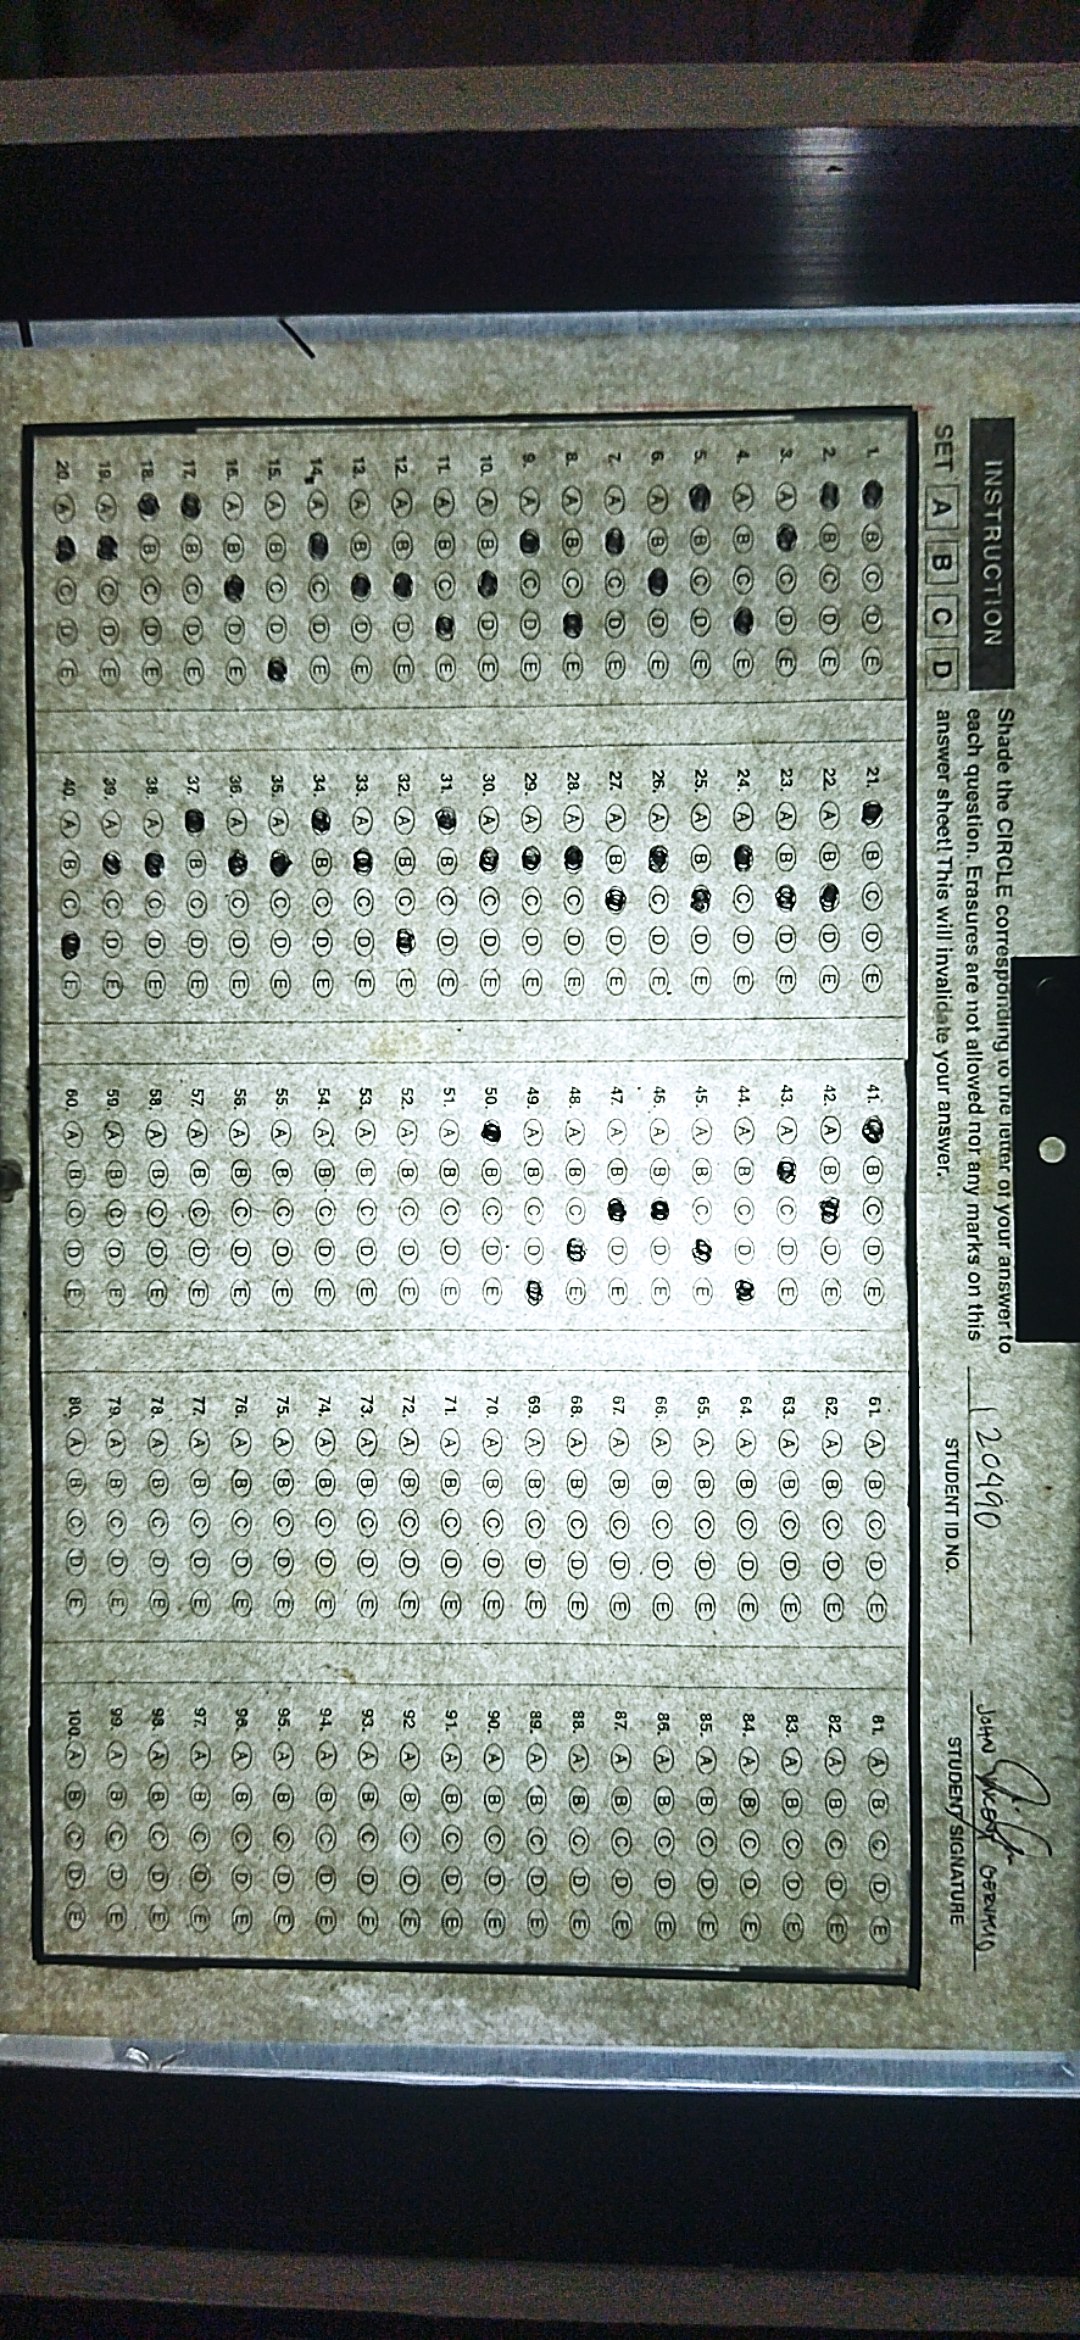 INSTRUCTION
Shade the CIRCLE corresponding to the letter of your answer to
each question. Erasures are not allowed nor any marks on this
answer sheet! This will invalidate your answer.
SET A B C D
120490
STUDENT ID NO.
JOHN VINCENT GERVACIO
STUDENT SIGNATURE
1. B C D E
2. B C D E
3. A C D E
4. A B C E
5. B C D E
6. A B D E
7. A C D E
8. A B C E
9. A C D E
10. A B D E
11. A B C E
12. A B D E
13. A B D E
14. A C D E
15. A B C D
16. A B D E
17. B C D E
18. B C D E
19. A C D E
20. A C D E
21. B C D E
22. A B D E
23. A B D E
24. A C D E
25. A B D E
26. A C D E
27. A B D E
28. A C D E
29. A C D E
30. A C D E
31. B C D E
32. A B C E
33. A C D E
34. B C D E
35. A C D E
36. A C D E
37. B C D E
38. A C D E
39. A C D E
40. A B C E
41. B C D E
42. A B D E
43. A C D E
44. A B C D
45. A B C E
46. A B D E
47. A B D E
48. A B C E
49. A B C D
50. B C D E
51. A B C D E
52. A B C D E
53. A B C D E
54. A B C D E
55. A B C D E
56. A B C D E
57. A B C D E
58. A B C D E
59. A B C D E
60. A B C D E
61. A B C D E
62. A B C D E
63. A B C D E
64. A B C D E
65. A B C D E
66. A B C D E
67. A B C D E
68. A B C D E
69. A B C D E
70. A B C D E
71. A B C D E
72. A B C D E
73. A B C D E
74. A B C D E
75. A B C D E
76. A B C D E
77. A B C D E
78. A B C D E
79. A B C D E
80. A B C D E
81. A B C D E
82. A B C D E
83. A B C D E
84. A B C D E
85. A B C D E
86. A B C D E
87. A B C D E
88. A B C D E
89. A B C D E
90. A B C D E
91. A B C D E
92 A B C D E
93. A B C D E
94. A B C D E
95. A B C D E
96. A B C D E
97. A B C D E
98. A B C D E
99. A B C D E
100. A B C D E